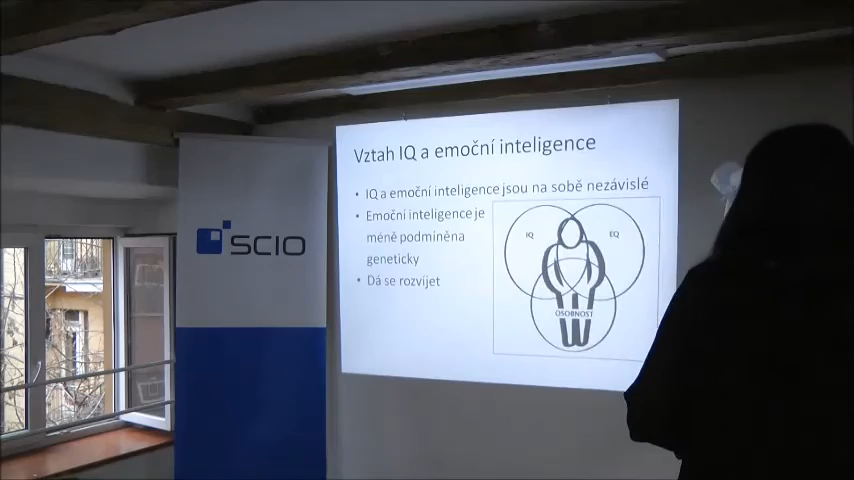 SCIO
Vztah IQ a emoční inteligence
• IQ a emoční inteligence jsou na sobě nezávislé
• Emoční inteligence je
méně podmíněna
geneticky
• Dá se rozvíjet
IQ
EQ
OSOBNOST